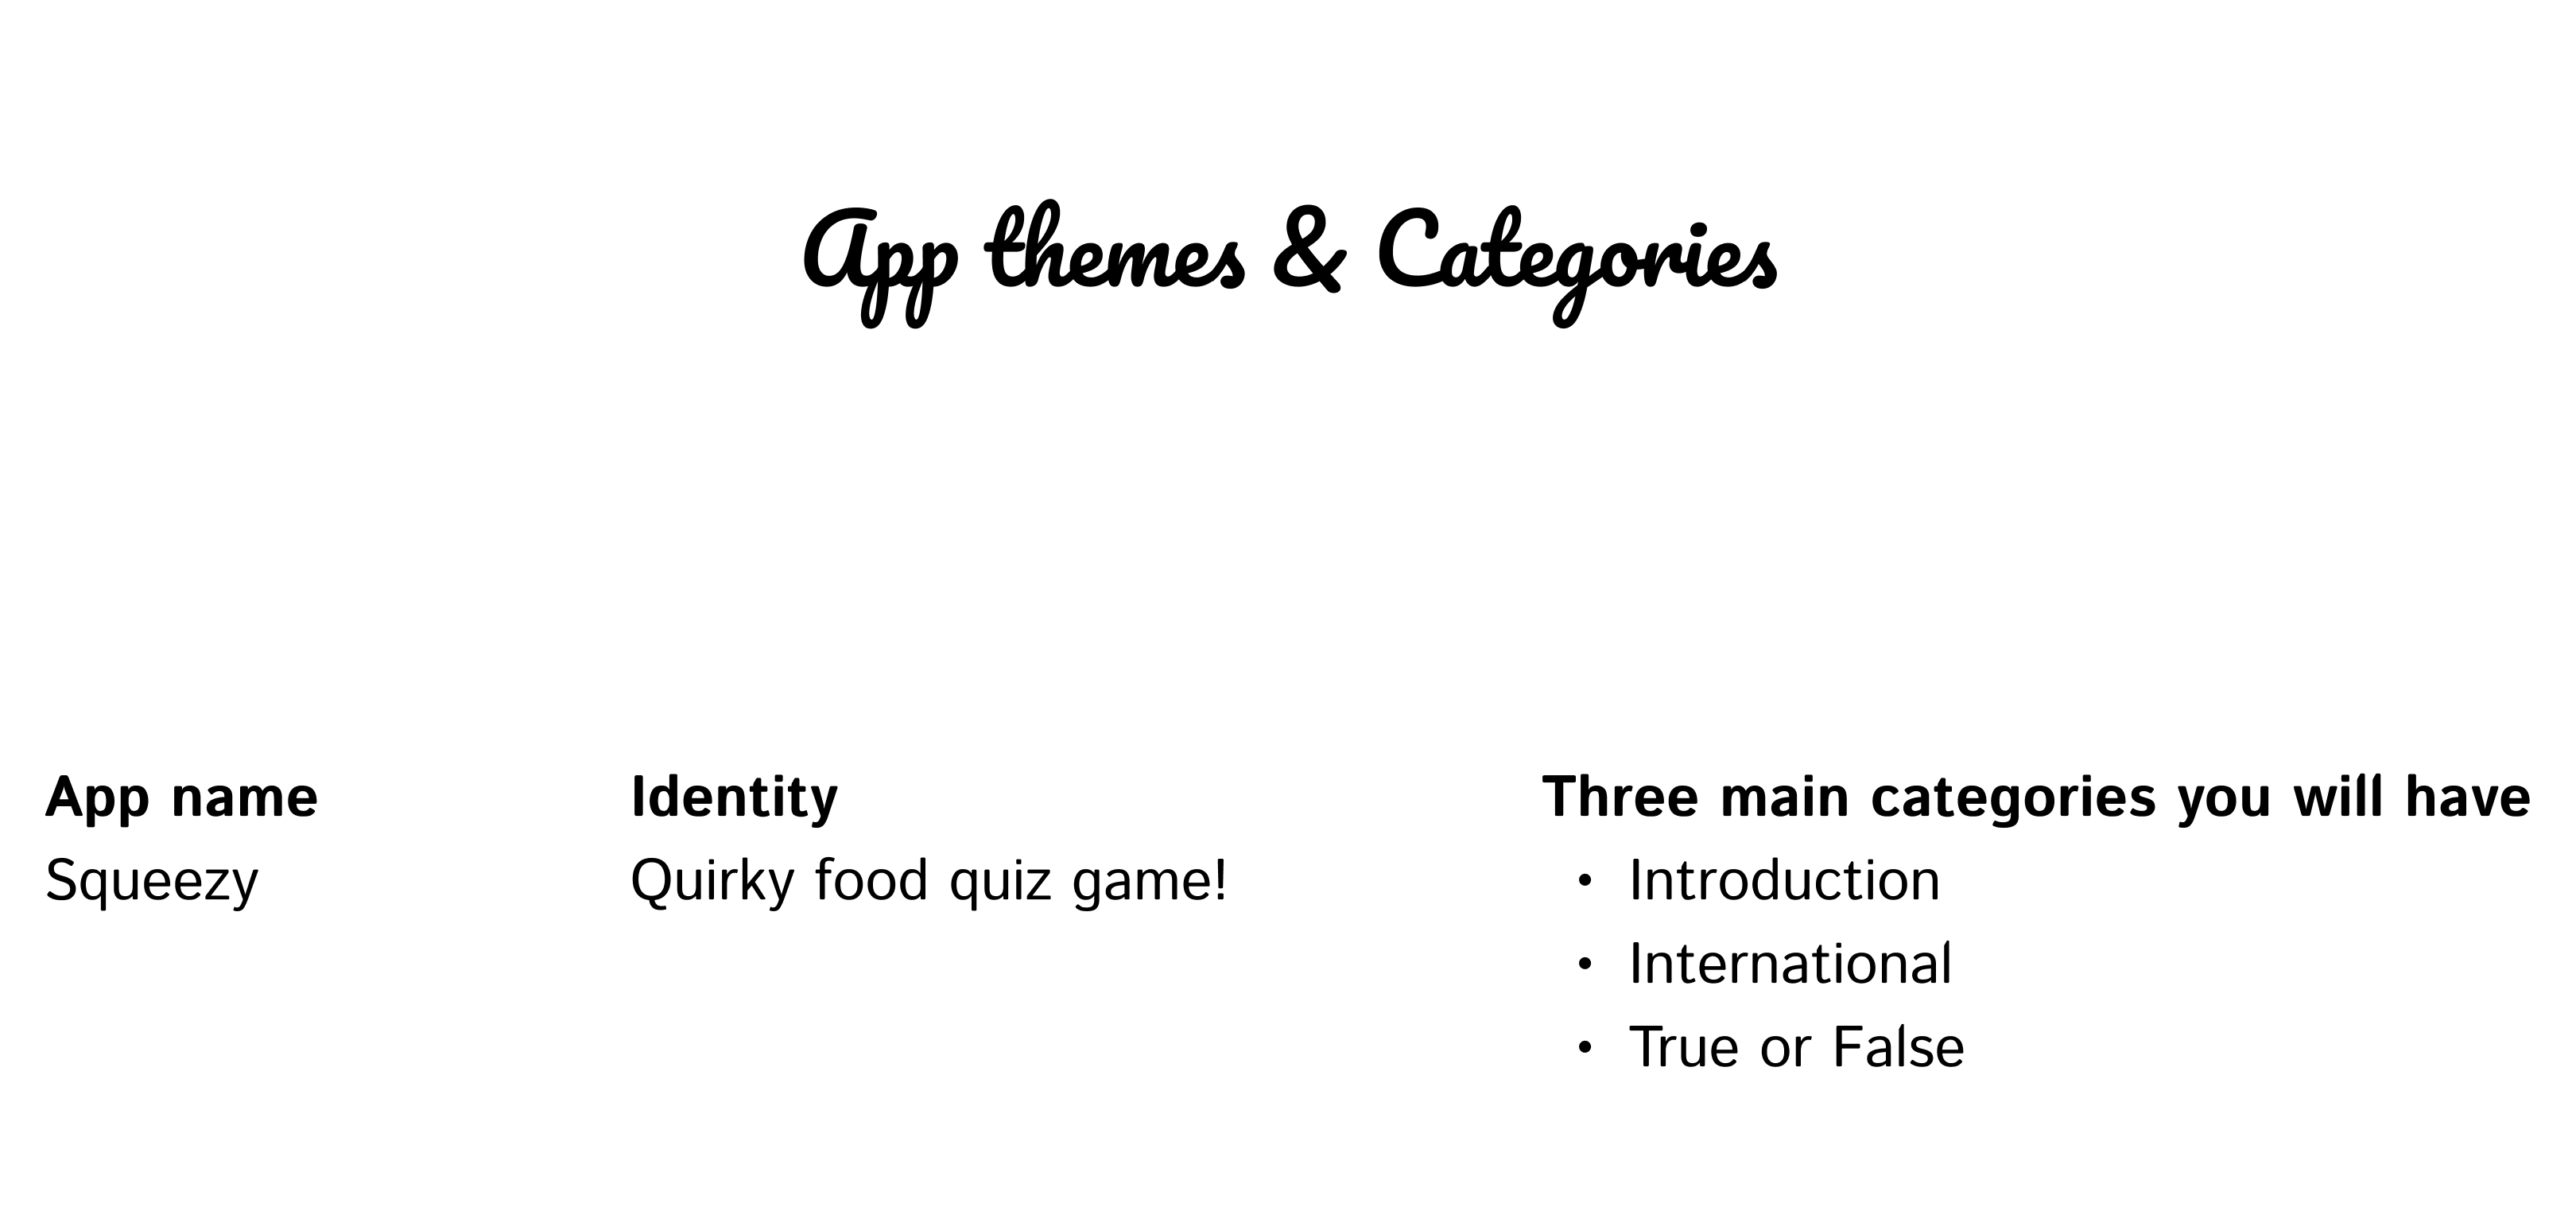 App themes & Categories
App name
Squeezy
Identity
Quirky food quiz game!
Three main categories you will have
• Introduction
• International
• True or False